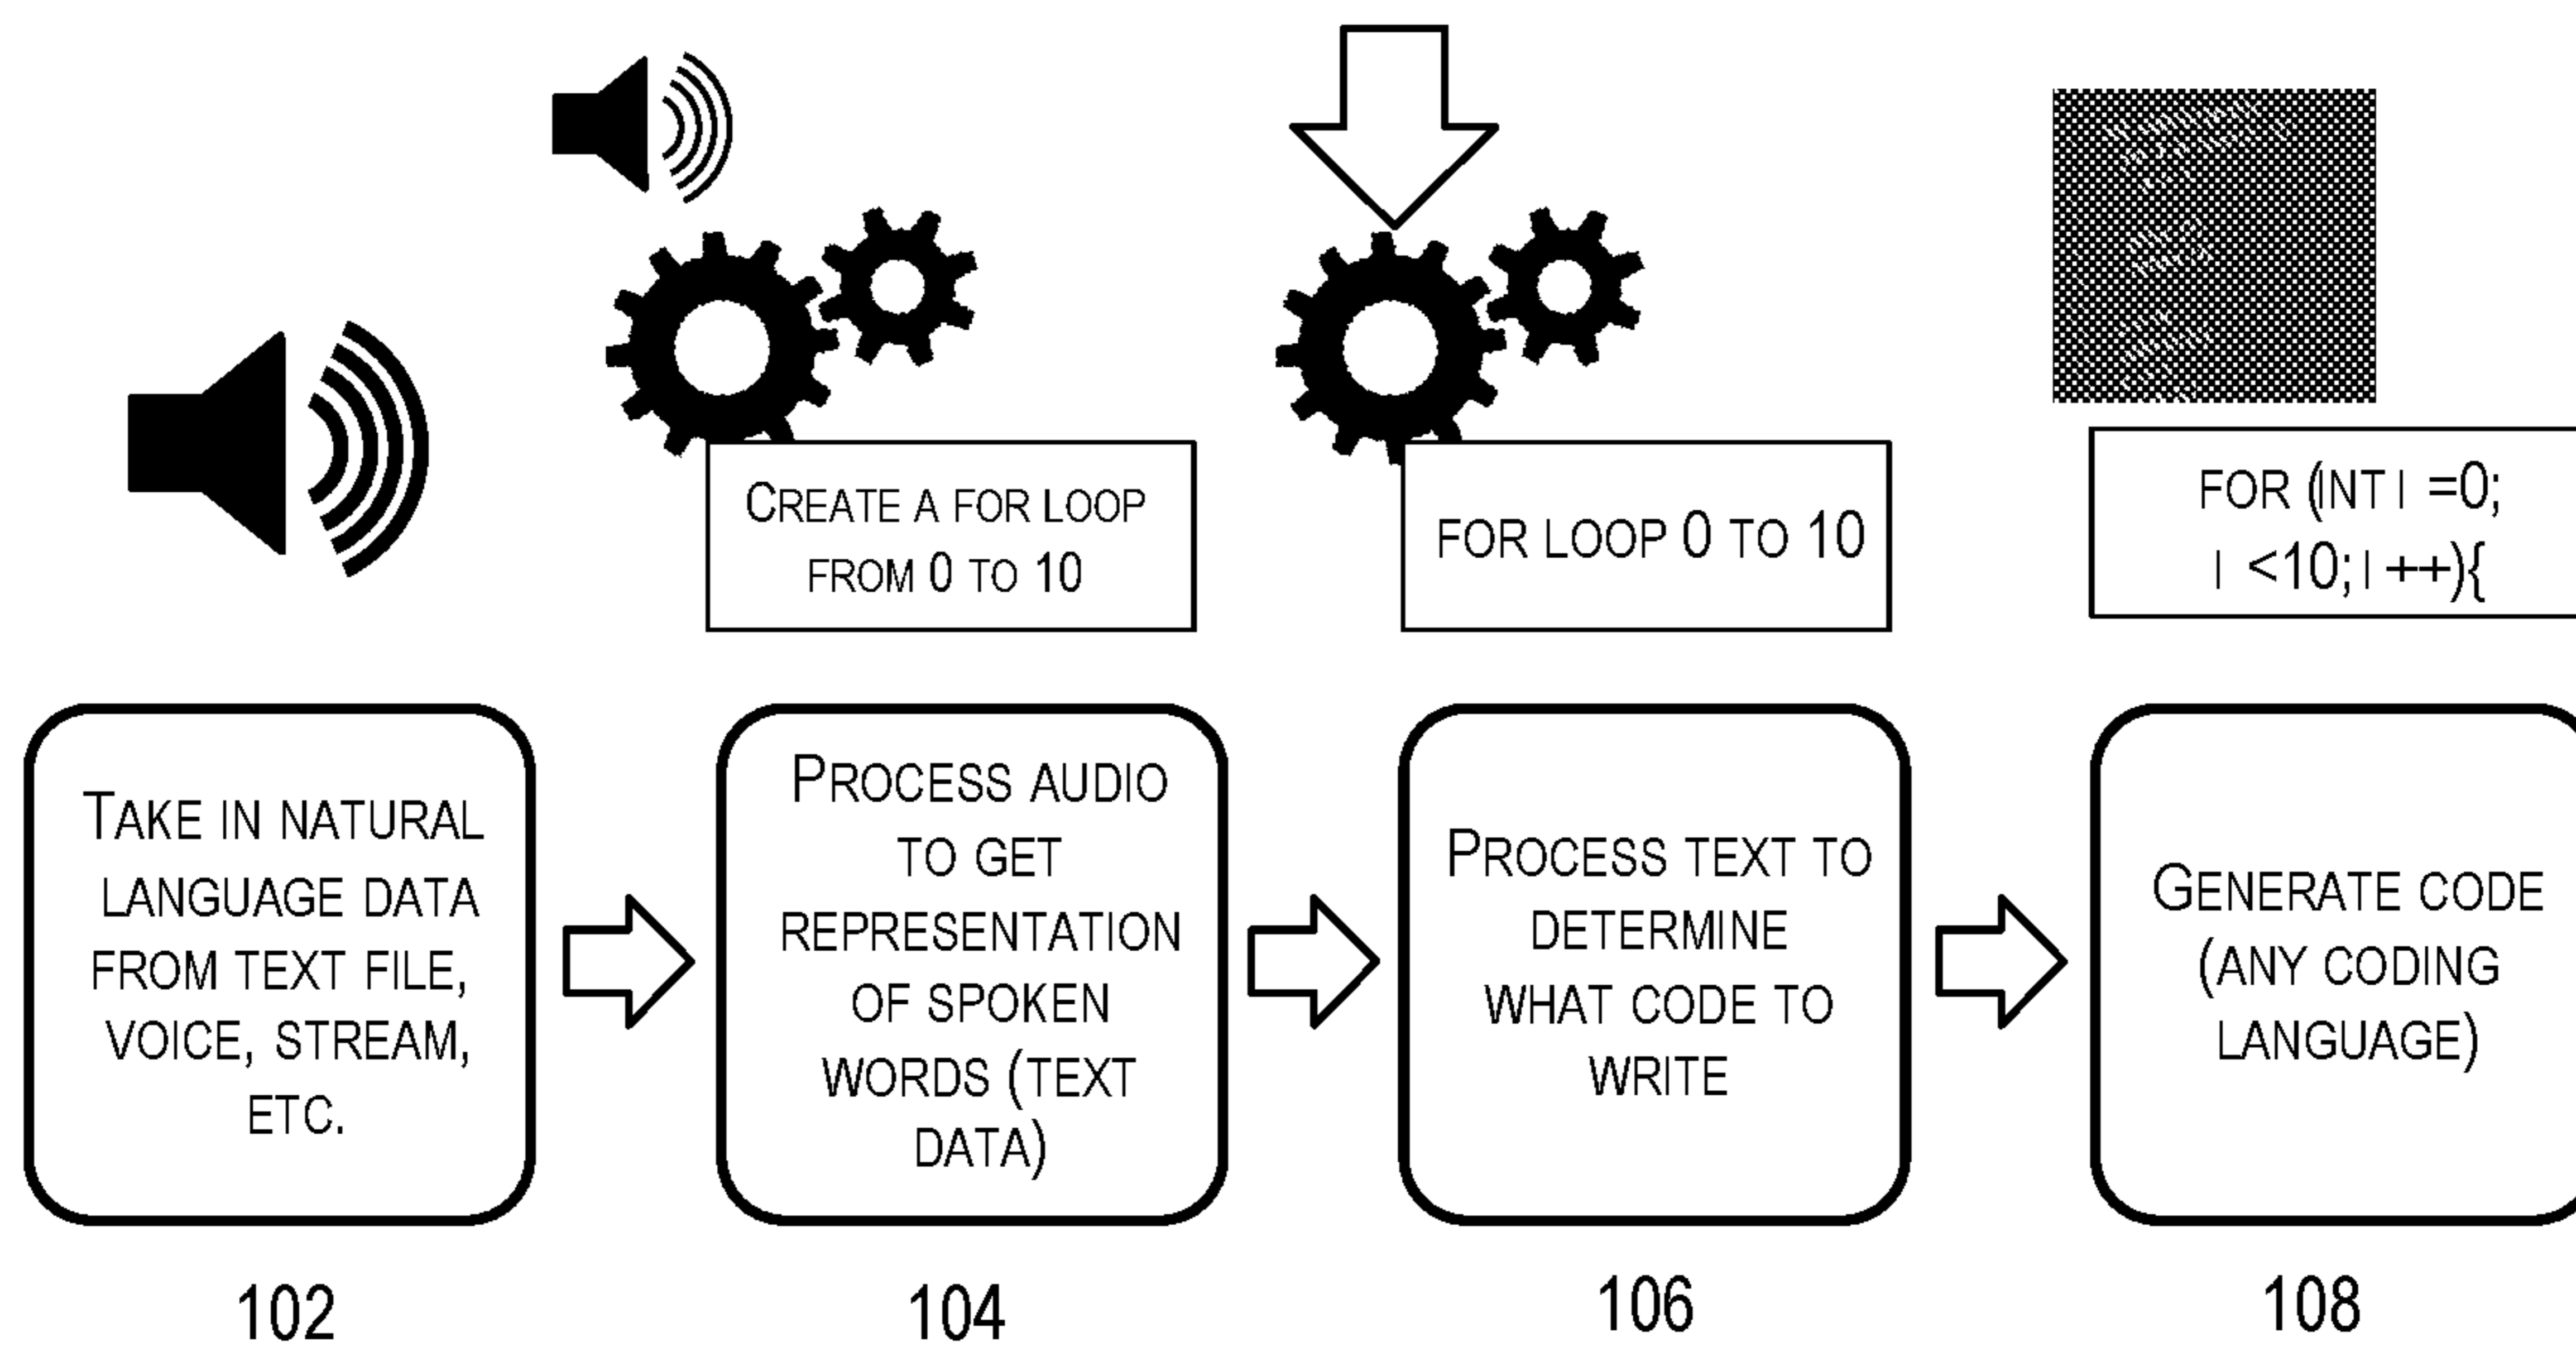 CREATE A FOR LOOP
FROM 0 TO 10
FOR LOOP 0 TO 10
FOR (INT I =0;
I <10; I ++){
TAKE IN NATURAL
LANGUAGE DATA
FROM TEXT FILE,
VOICE, STREAM,
ETC.
PROCESS AUDIO
TO GET
REPRESENTATION
OF SPOKEN
WORDS (TEXT
DATA)
PROCESS TEXT TO
DETERMINE
WHAT CODE TO
WRITE
GENERATE CODE
(ANY CODING
LANGUAGE)
102
104
106
108